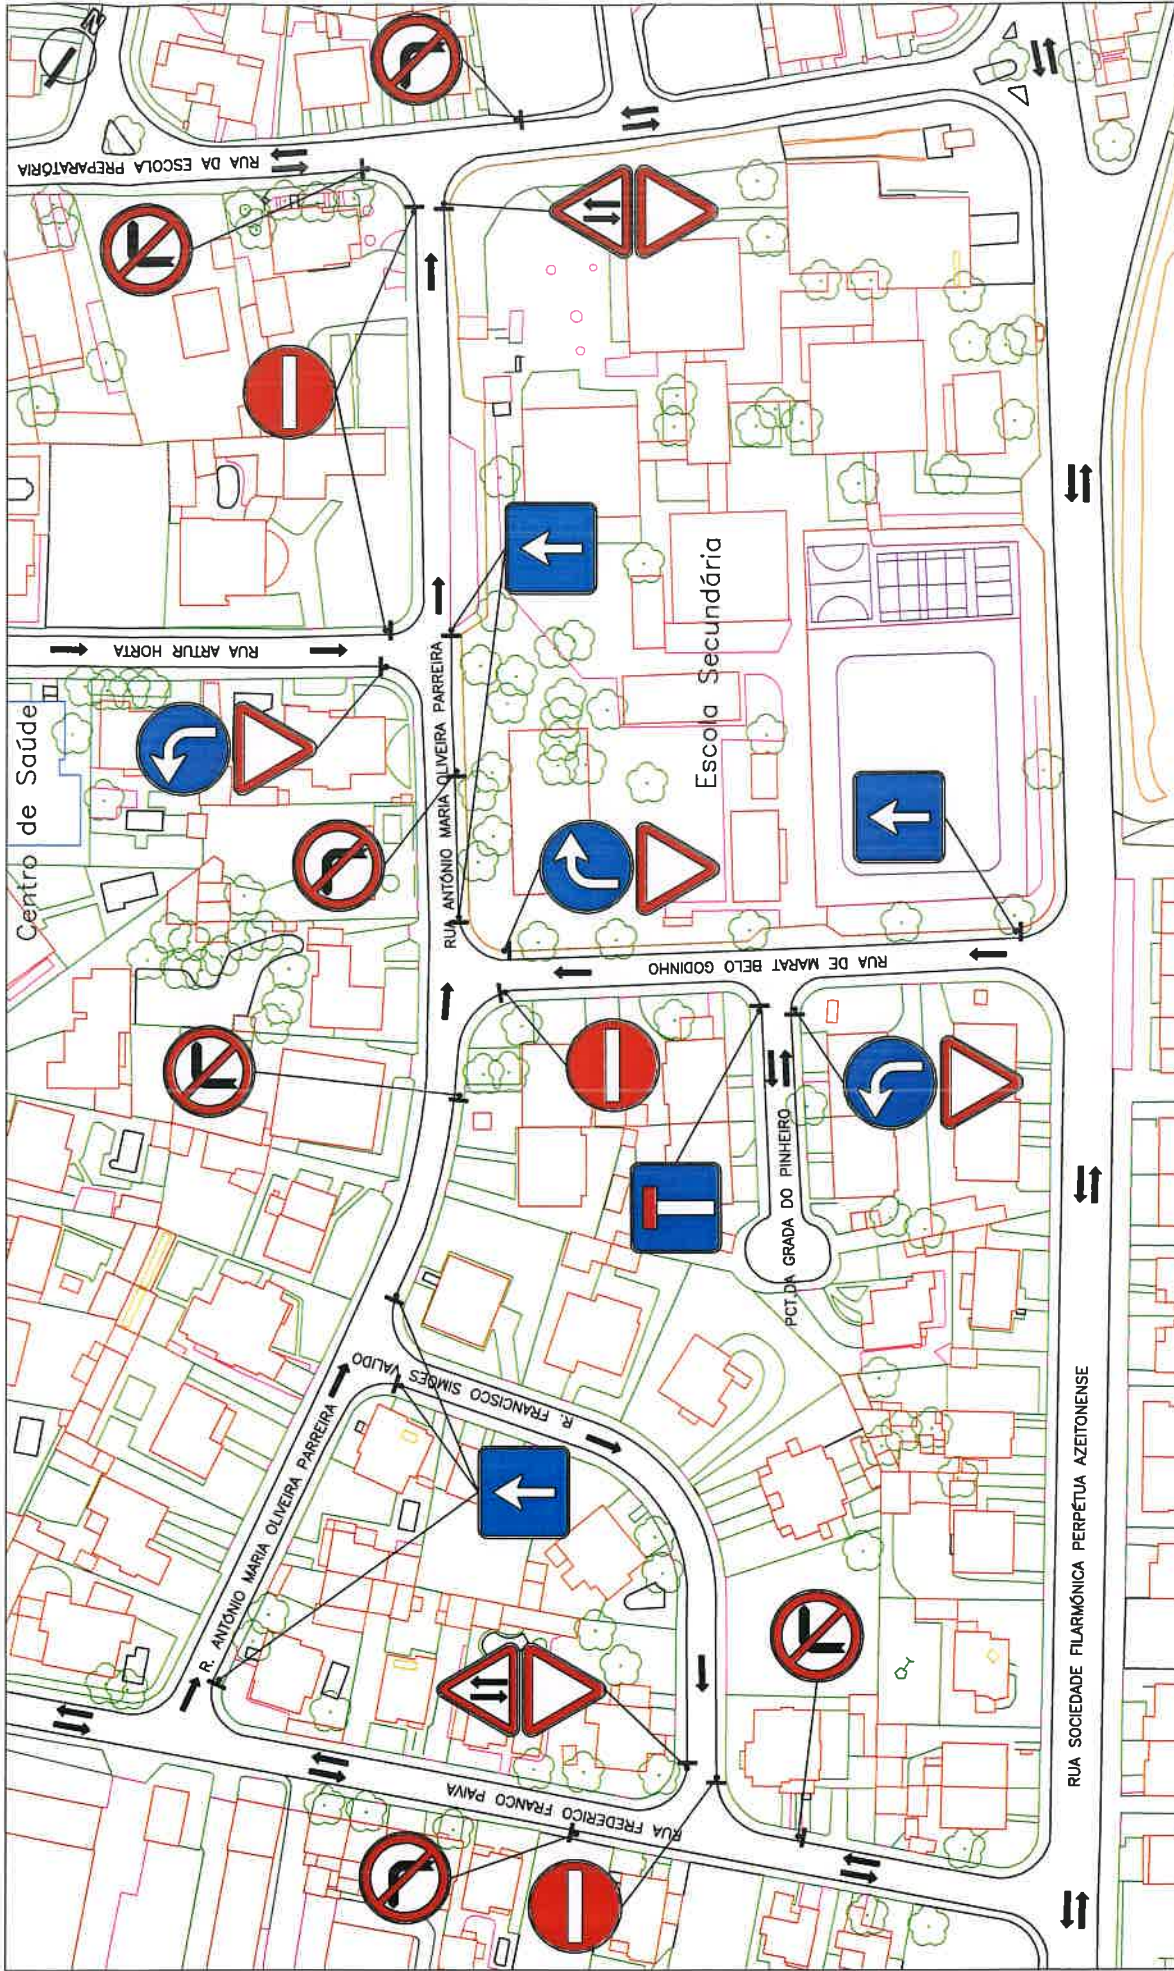 N
RUA DA ESCOLA PREPARATÓRIA
RUA ARTUR HORTA
Centro de Saúde
RUA ANTÓNIO MARIA OLIVEIRA PARREIRA
Escola Secundária
RUA DE MARAT BELO GODINHO
PCT.DA GRADA DO PINHEIRO
R. FRANCISCO SIMÕES VALIDO
R. ANTÓNIO MARIA OLIVEIRA PARREIRA
RUA FREDERICO FRANCO PAIVA
RUA SOCIEDADE FILARMÓNICA PERPÉTUA AZEITONENSE